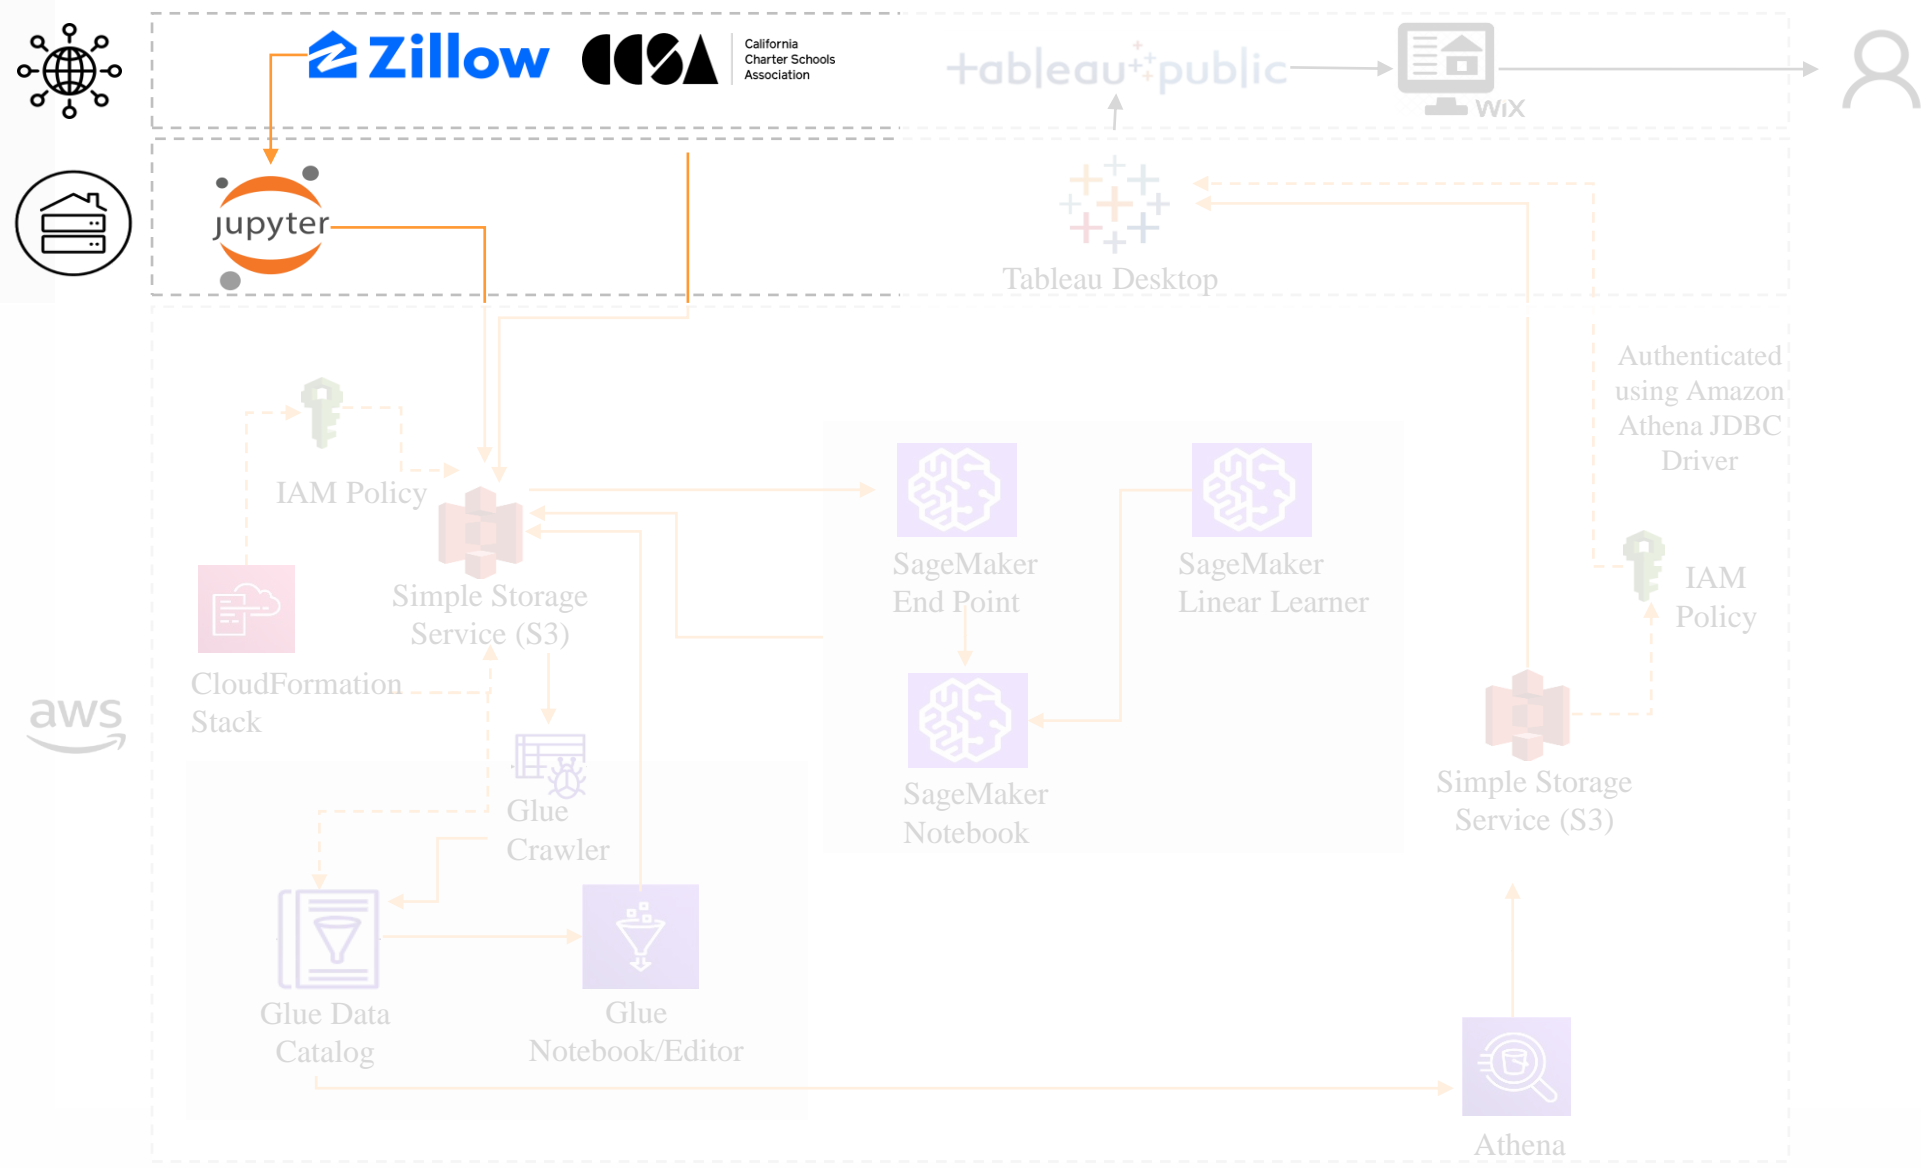 Zillow
CCSA
California
Charter Schools
Association
+ableau public
WiX
jupyter
Tableau Desktop
Authenticated
using Amazon
Athena JDBC
Driver
IAM Policy
SageMaker
End Point
SageMaker
Linear Learner
IAM
Policy
Simple Storage
Service (S3)
CloudFormation
Stack
aws
SageMaker
Notebook
Simple Storage
Service (S3)
Glue
Crawler
Glue Data
Catalog
Glue
Notebook/Editor
Athena